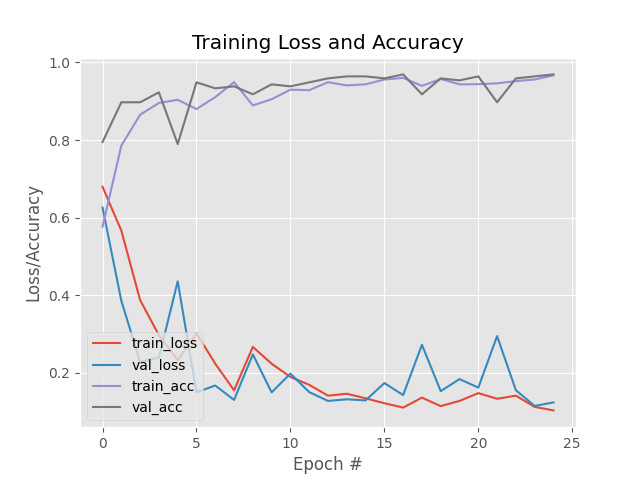 Training Loss and Accuracy
Loss/Accuracy
1.0
0.8
0.6
0.4
0.2
train_loss
val_loss
train_acc
val_acc
0 5 10 15 20 25
Epoch #